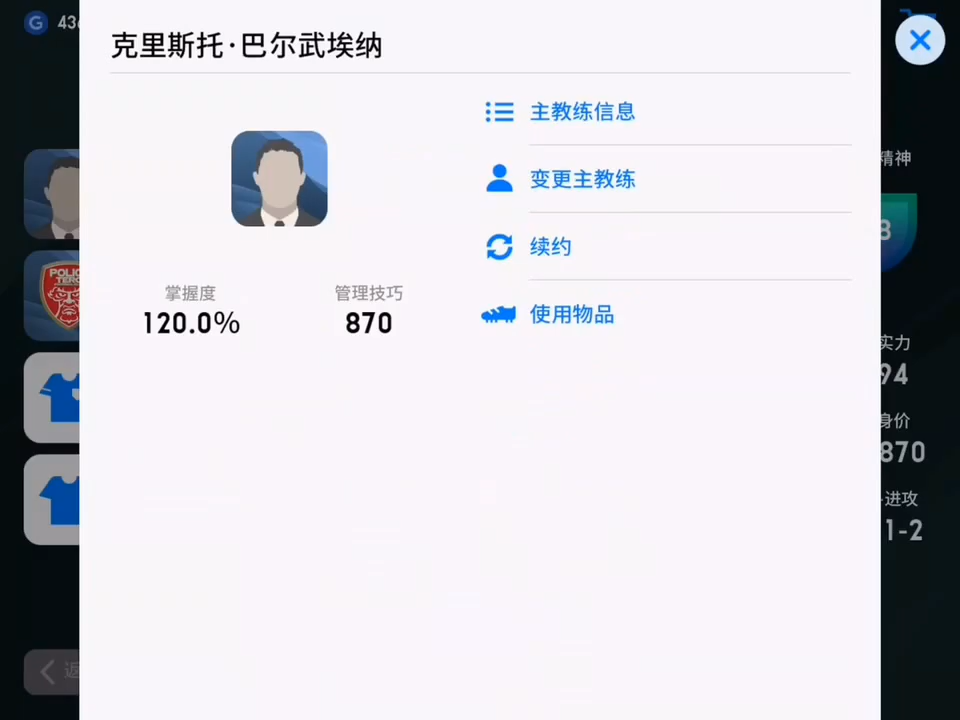 克里斯托·巴尔武埃纳
主教练信息
变更主教练
续约
使用物品
掌握度
管理技巧
120.0%
870
精神
实力
94
身价
870
进攻
1-2